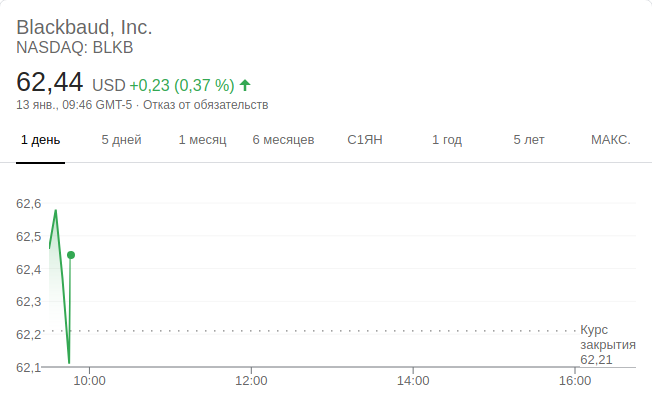 Blackbaud, Inc.
NASDAQ: BLKB
62,44 USD +0,23 (0,37 %)
13 янв., 09:46 GMT-5 · Отказ от обязательств
1 день 5 дней 1 месяц 6 месяцев С1ЯН 1 год 5 лет МАКС.
62,6
62,5
62,4
62,3
62,2
62,1
Курс
закрытия
62,21
10:00 12:00 14:00 16:00